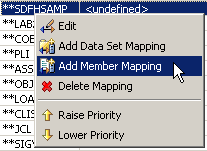 **SDFHSAMP <undefined>
**LAB
**COB
**PLI
**ASS
**OBJ
**LOA
**CLIS
**JCL
**SIGY
Edit
Add Data Set Mapping
Add Member Mapping
Delete Mapping
Raise Priority
Lower Priority